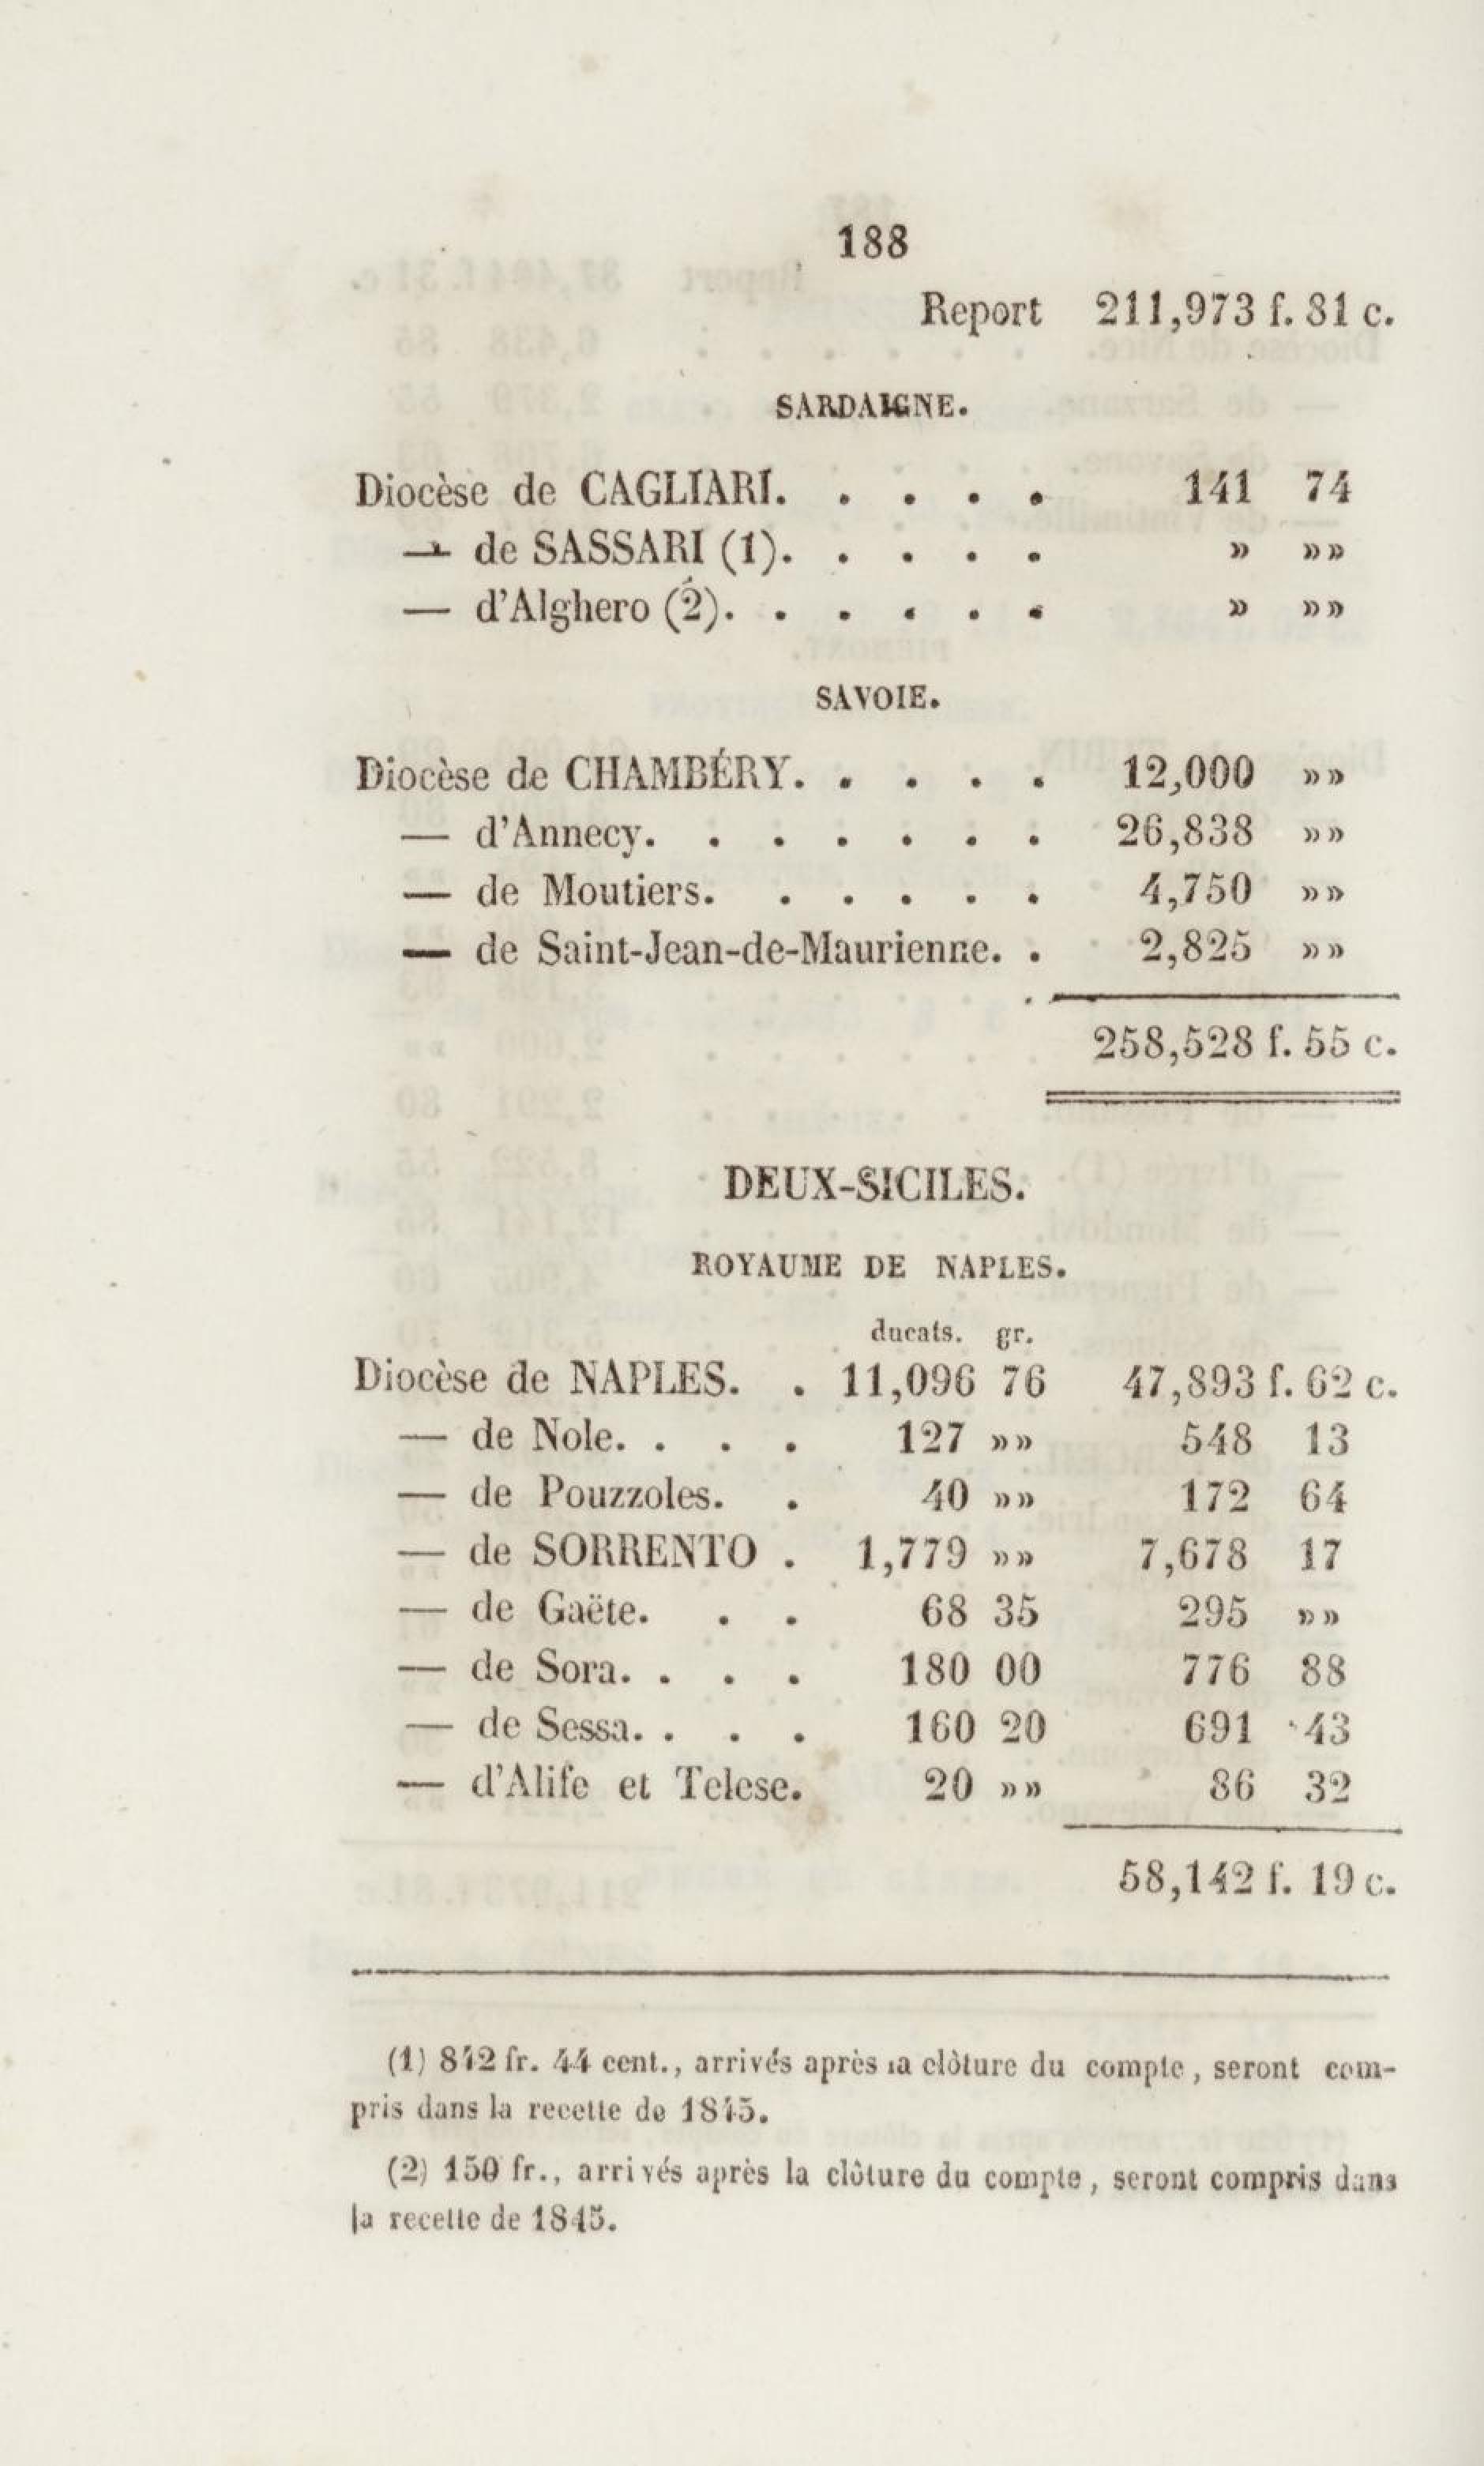 188
Report 211,973 f. 81 c.
SARDAIGNE.
Diocèse de CAGLIARI. . . . . 141 74
— de SASSARI (1). . . . . » »»
— d'Alghero (2). . . . . . » »»
SAVOIE.
Diocèse de CHAMBÉRY. . . . . 12,000 »»
— d'Annecy. . . . . . . 26,838 »»
— de Moutiers. . . . . . 4,750 »»
— de Saint-Jean-de-Maurienne. . 2,825 »»
258,528 f. 55 c.
DEUX-SICILES.
ROYAUME DE NAPLES.
ducats. gr.
Diocèse de NAPLES. . 11,096 76 47,893 f. 62 c.
— de Nole. . . . 127 »» 548 13
— de Pouzzoles. . 40 »» 172 64
— de SORRENTO . 1,779 »» 7,678 17
— de Gaëte. . . 68 35 295 »»
— de Sora. . . . 180 00 776 88
— de Sessa. . . . 160 20 691 43
— d'Alife et Telese. 20 »» 86 32
58,142 f. 19 c.
(1) 842 fr. 44 cent., arrivés après la clôture du compte, seront com-
pris dans la recette de 1845.
(2) 150 fr., arrivés après la clôture du compte, seront compris dans
la recette de 1845.